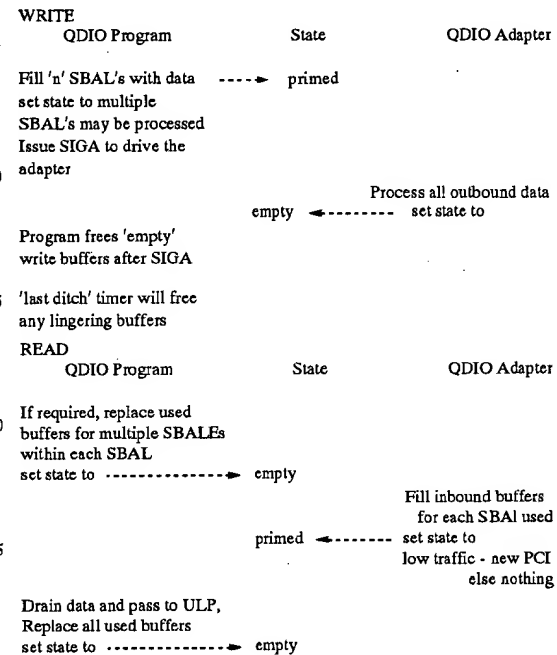 WRITE
QDIO Program State QDIO Adapter
Fill 'n' SBAL's with data -----► primed
set state to multiple
SBAL's may be processed
Issue SIGA to drive the
adapter
Process all outbound data
empty ◄-------- set state to
Program frees 'empty'
write buffers after SIGA
'last ditch' timer will free
any lingering buffers
READ
QDIO Program State QDIO Adapter
If required, replace used
buffers for multiple SBALEs
within each SBAL
set state to ---------------► empty
Fill inbound buffers
for each SBAl used
primed ◄------- set state to
low traffic - new PCI
else nothing
Drain data and pass to ULP,
Replace all used buffers
set state to ---------------► empty